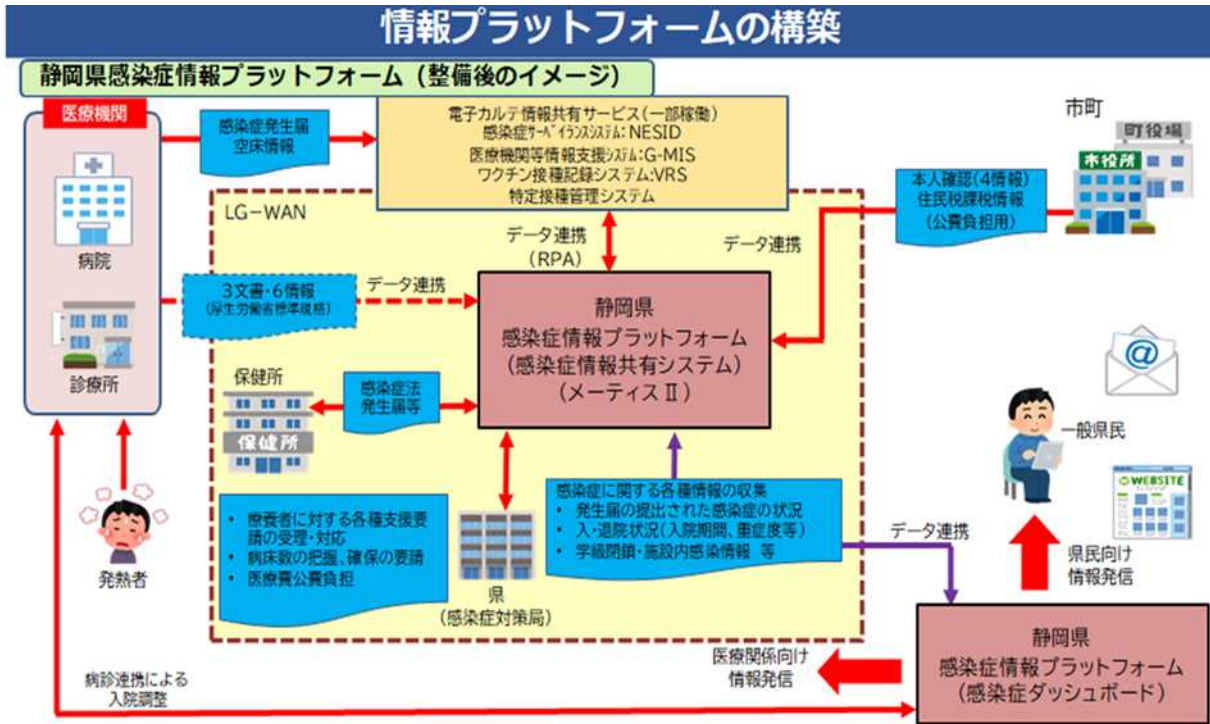 情報プラットフォームの構築
静岡県感染症情報プラットフォーム（整備後のイメージ）
医療機関
病院
診療所
感染症発生届
空床情報
電子カルテ情報共有サービス(一部稼働)
感染症ｻｰﾍﾞｲﾗﾝｽｼｽﾃﾑ：NESID
医療機関等情報支援ｼｽﾃﾑ：G-MIS
ワクチン接種記録システム：VRS
特定接種管理システム
市町
町役場
市役所
本人確認(4情報)
住民税課税情報
(公費負担用)
LG-WAN
データ連携
(RPA)
データ連携
3文書・6情報
(厚生労働省標準規格)
データ連携
静岡県
感染症情報プラットフォーム
(感染症情報共有システム)
(メーティスⅡ)
保健所
保健所
感染症法
発生届等
@
一般県民
WEBSITE
発熱者
・ 療養者に対する各種支援要
請の受理・対応
・ 病床数の把握、確保の要請
・ 医療費公費負担
県
(感染症対策局)
感染症に関する各種情報の収集
・ 発生届の提出された感染症の状況
・ 入・退院状況(入院期間、重症度等)
・ 学級閉鎖・施設内感染情報 等
データ連携
県民向け
情報発信
医療関係向け
情報発信
静岡県
感染症情報プラットフォーム
(感染症ダッシュボード)
病診連携による
入院調整